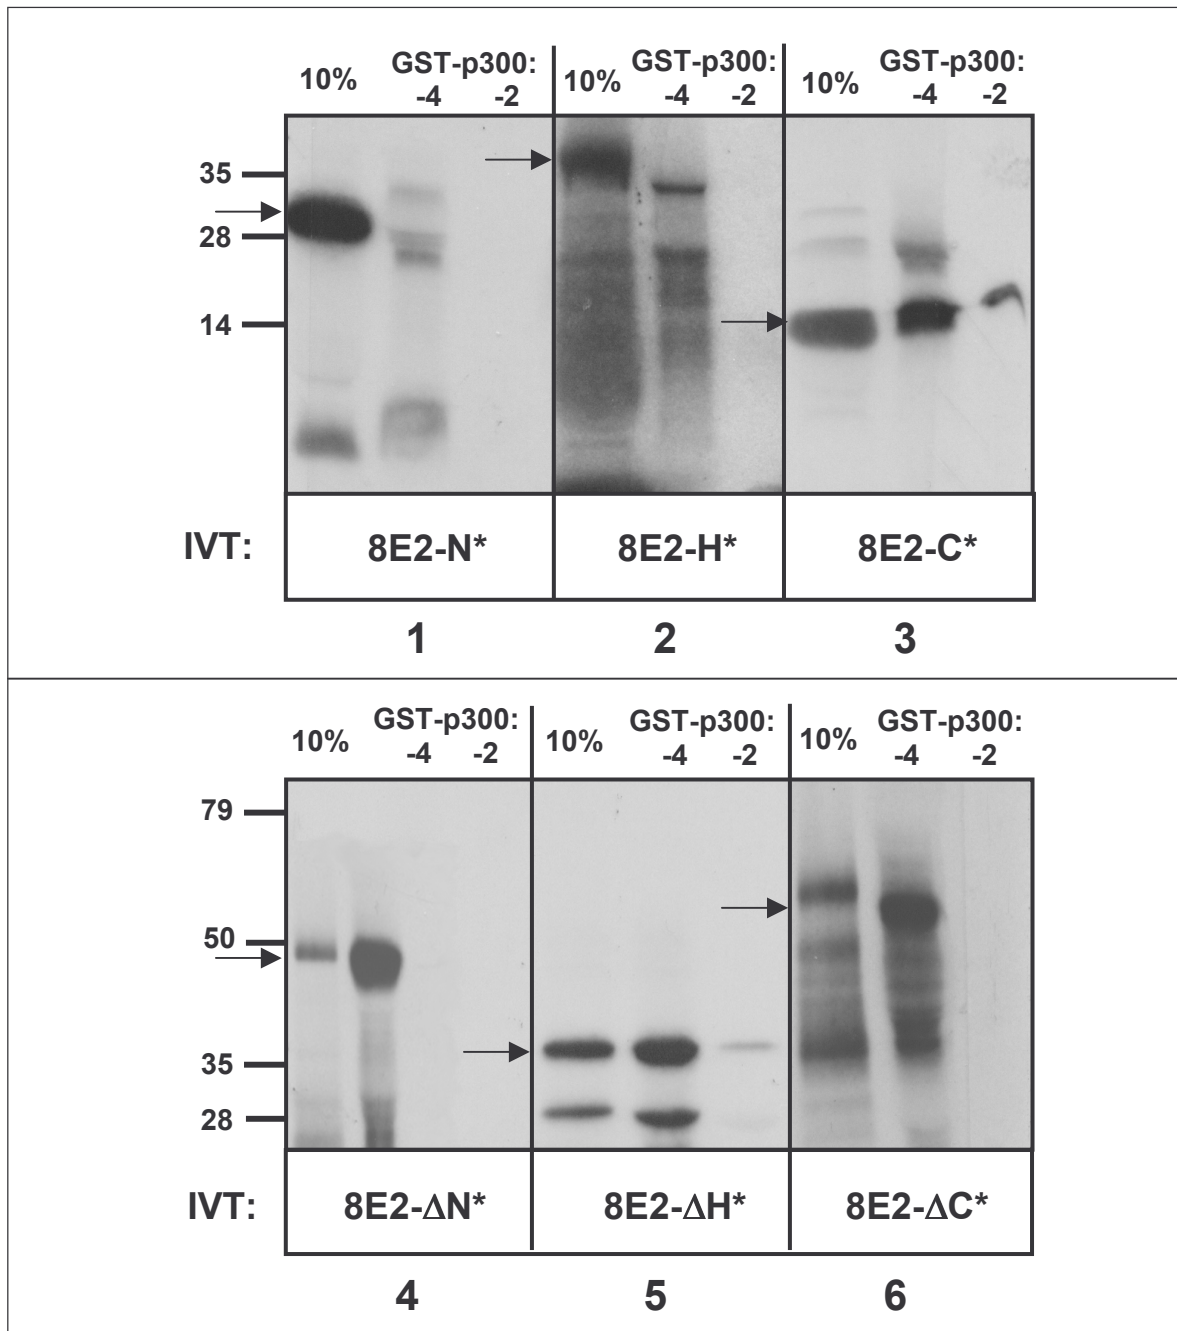 10% GST-p300: 10% GST-p300: 10% GST-p300:
-4 -2 -4 -2 -4 -2
35
28
14
IVT: 8E2-N* 8E2-H* 8E2-C*
1 2 3
10% GST-p300: 10% GST-p300: 10% GST-p300:
-4 -2 -4 -2 -4 -2
79
50
35
28
IVT: 8E2-ΔN* 8E2-ΔH* 8E2-ΔC*
4 5 6